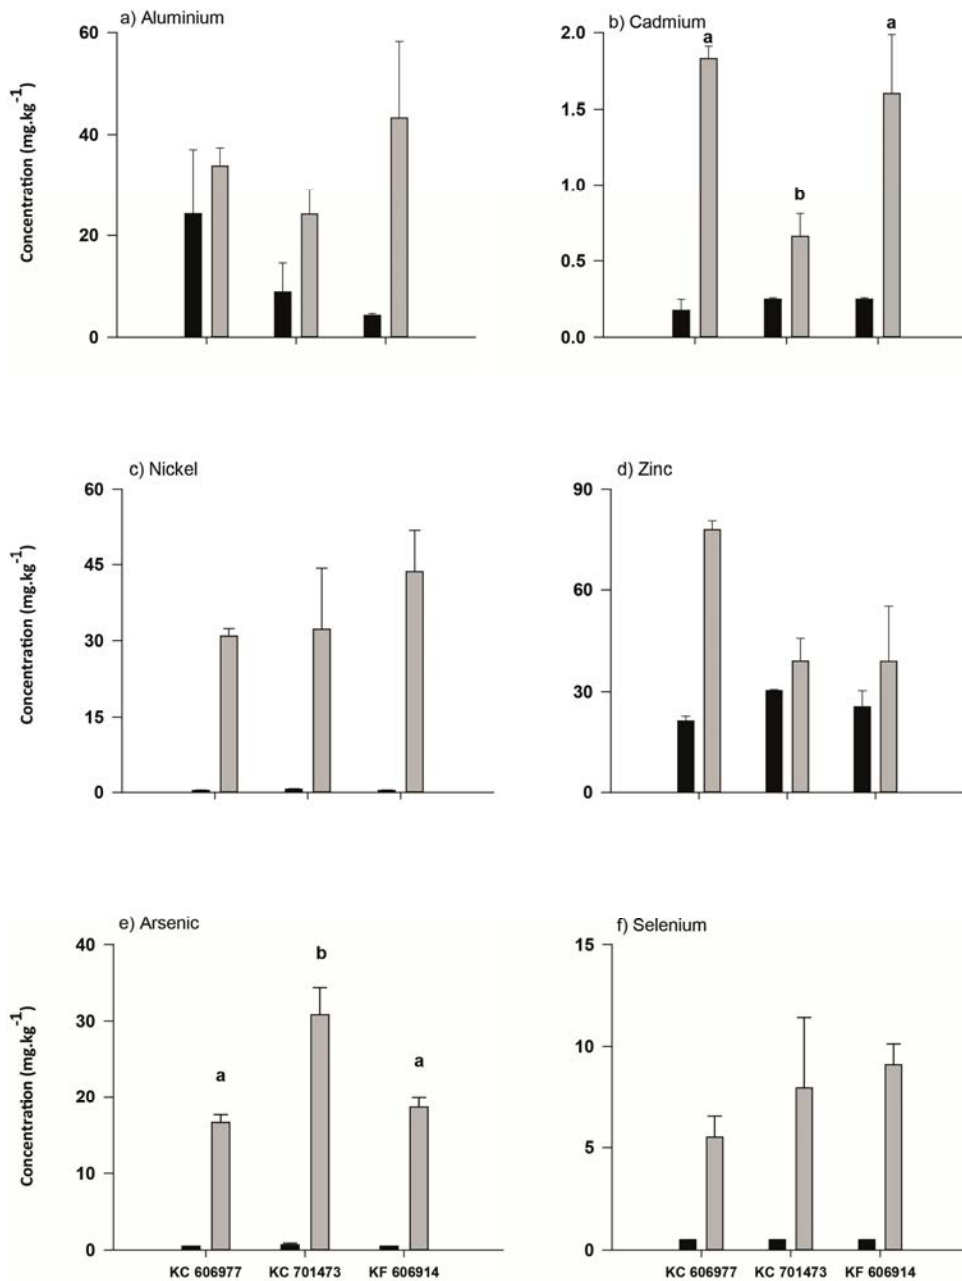 a) Aluminium
b) Cadmium
Concentration (mg.kg-1)
60
40
20
0
2.0
1.5
1.0
0.5
0.0
a
b
a
c) Nickel
d) Zinc
Concentration (mg.kg-1)
60
45
30
15
0
90
60
30
0
e) Arsenic
f) Selenium
Concentration (mg.kg-1)
40
30
20
10
0
a
b
a
15
10
5
0
KC 606977 KC 701473 KF 606914
KC 606977 KC 701473 KF 606914